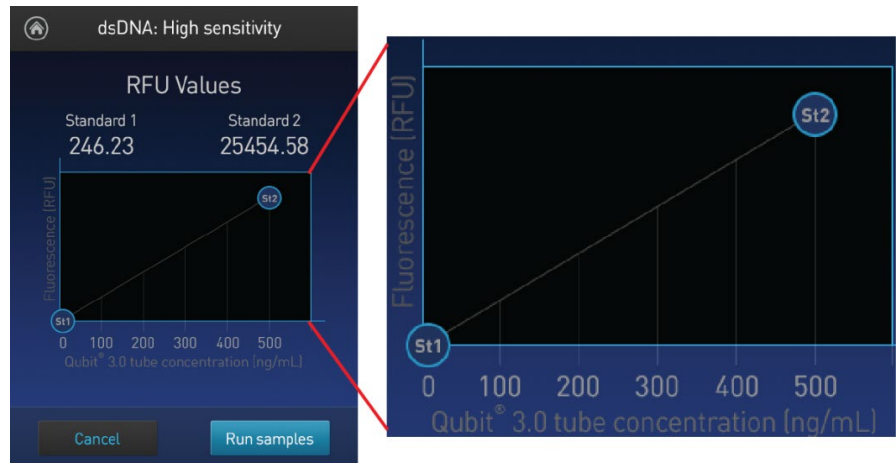 dsDNA: High sensitivity
RFU Values
Standard 1 Standard 2
246.23 25454.58
Fluorescence (RFU)
St2
St1
0 100 200 300 400 500
Qubit® 3.0 tube concentration (ng/mL)
Cancel Run samples
Fluorescence (RFU)
St2
St1
0 100 200 300 400 500
Qubit® 3.0 tube concentration (ng/mL)